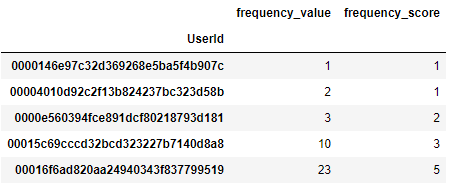 frequency_value frequency_score
UserId
0000146e97c32d369268e5ba5f4b907c 1 1
00004010d92c2f13b824237bc323d58b 2 1
0000e560394fce891dcf80218793d181 3 2
00015c69cccd32bcd323227b7140d8a8 10 3
00016f6ad820aa24940343f837799519 23 5